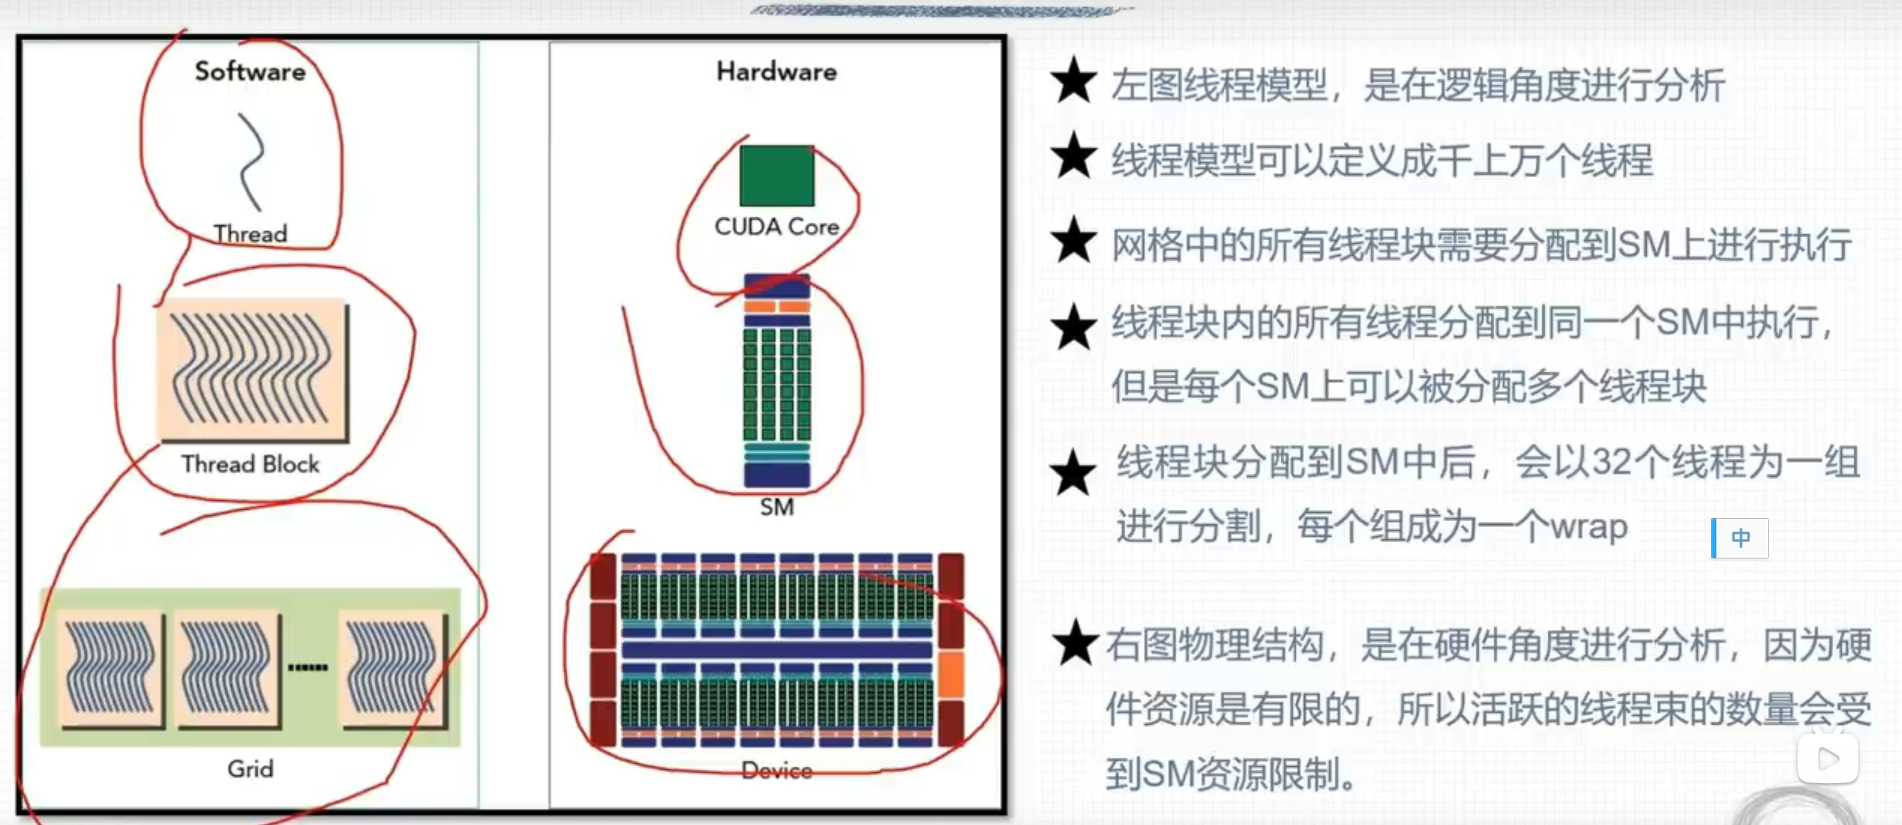 Software
Thread
Thread Block
Grid
Hardware
CUDA Core
SM
Device
左图线程模型，是在逻辑角度进行分析
线程模型可以定义成千上万个线程
网格中的所有线程块需要分配到SM上进行执行
线程块内的所有线程分配到同一个SM中执行，
但是每个SM上可以被分配多个线程块
线程块分配到SM中后，会以32个线程为一组
进行分割，每个组成为一个wrap
中
右图物理结构，是在硬件角度进行分析，因为硬
件资源是有限的，所以活跃的线程束的数量会受
到SM资源限制。